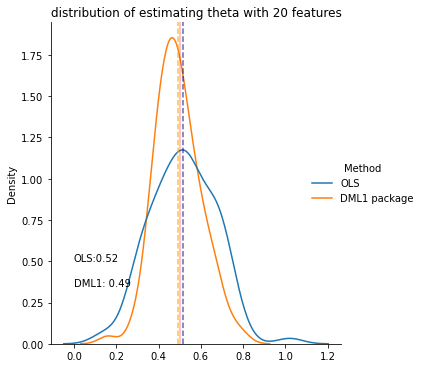 distribution of estimating theta with 20 features
1.75
1.50
1.25
1.00
0.75
0.50
0.25
0.00
Density
OLS:0.52
DML1: 0.49
0.0 0.2 0.4 0.6 0.8 1.0 1.2
Method
OLS
DML1 package